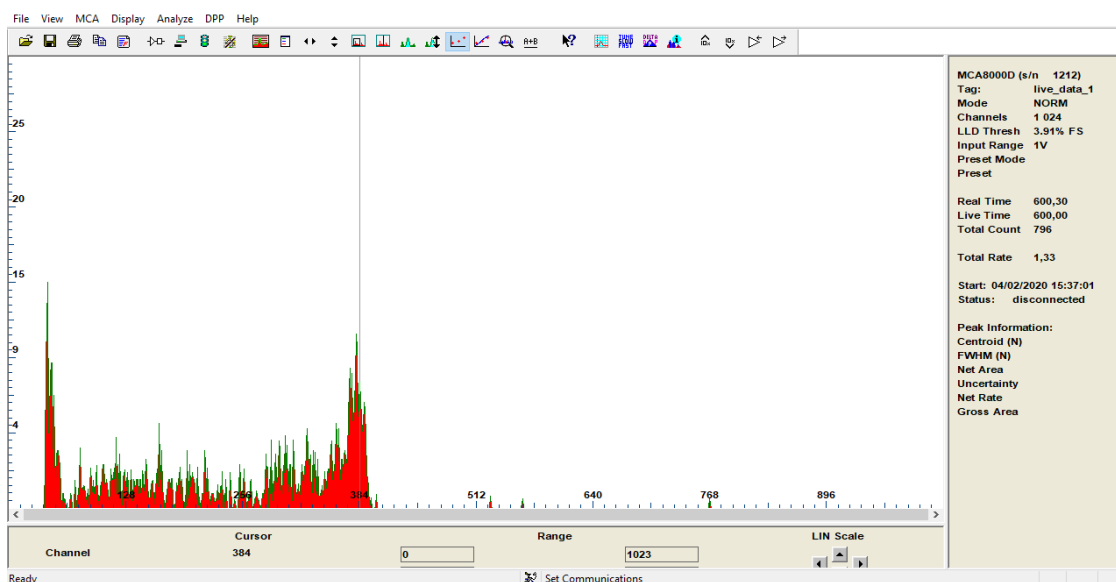 File View MCA Display Analyze DPP Help
A+B
MCA8000D (s/n 1212)
Tag: live_data_1
Mode NORM
Channels 1 024
LLD Thresh 3.91% FS
Input Range 1V
Preset Mode
Preset
Real Time 600,30
Live Time 600,00
Total Count 796
Total Rate 1,33
Start: 04/02/2020 15:37:01
Status: disconnected
Peak Information:
Centroid (N)
FWHM (N)
Net Area
Uncertainty
Net Rate
Gross Area
25
20
15
9
4
128 256 384 512 640 768 896
Cursor Range LIN Scale
Channel 384 0 1023
Ready Set Communications